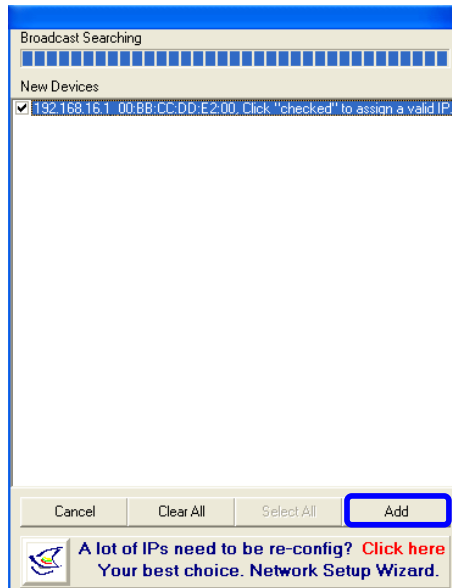 Broadcast Searching
New Devices
192.168.16.1  00:BB:CC:DD:E2:00, Click "checked" to assign a valid IP.
Cancel Clear All Select All Add
A lot of IPs need to be re-config? Click here
Your best choice. Network Setup Wizard.